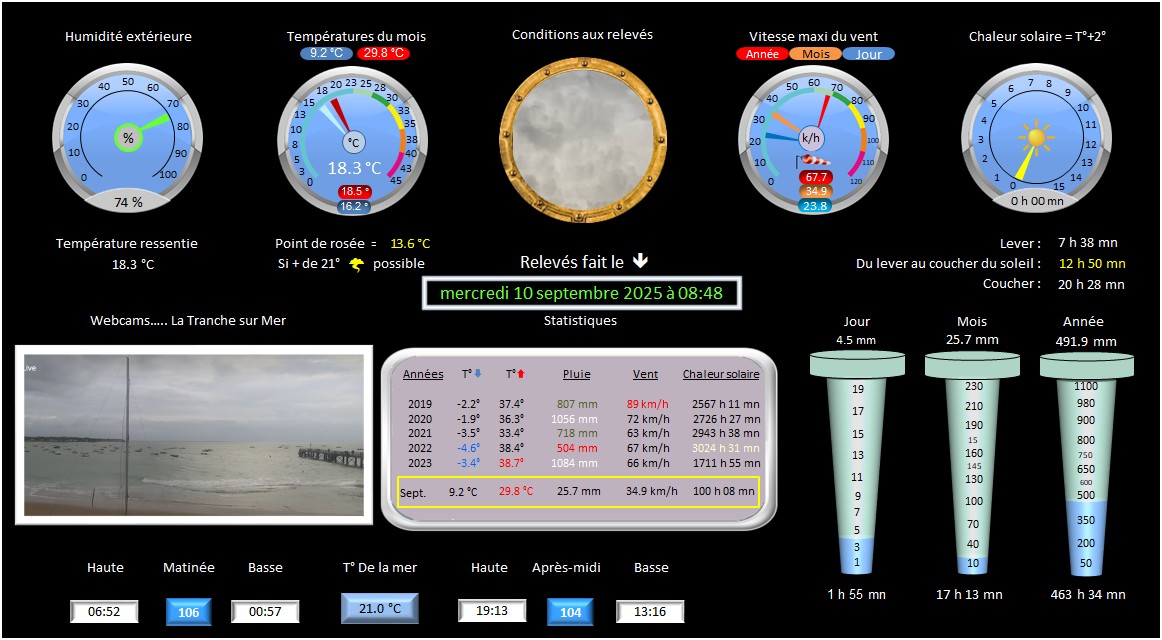 Humidité extérieure
Températures du mois
9.2 °C 29.8 °C
Conditions aux relevés
Vitesse maxi du vent
Année Mois Jour
Chaleur solaire = T°+2°
0 10 20 30 40 50 60 70 80 90 100
%
74 %
0 3 5 8 10 13 15 18 20 23 25 28 30 33 35 38 40 43 45
°C
18.3 °C
18.5 °
16.2 °
0 10 20 30 40 50 60 70 80 90 100 110 120
k/h
67.7
34.9
23.8
0 1 2 3 4 5 6 7 8 9 10 11 12 13 14 15
0 h 00 mn
Température ressentie
18.3 °C
Point de rosée = 13.6 °C
Si + de 21° possible
Relevés fait le
mercredi 10 septembre 2025 à 08:48
Lever : 7 h 38 mn
Du lever au coucher du soleil : 12 h 50 mn
Coucher : 20 h 28 mn
Webcams..... La Tranche sur Mer
ive
Statistiques
Années T° T° Pluie Vent Chaleur solaire
2019 -2.2° 37.4° 807 mm 89 km/h 2567 h 11 mn
2020 -1.9° 36.3° 1056 mm 72 km/h 2726 h 27 mn
2021 -3.5° 33.4° 718 mm 63 km/h 2943 h 38 mn
2022 -4.6° 38.4° 504 mm 67 km/h 3024 h 31 mn
2023 -3.4° 38.7° 1084 mm 66 km/h 1711 h 55 mn
Sept. 9.2 °C 29.8 °C 25.7 mm 34.9 km/h 100 h 08 mn
Jour
4.5 mm
19
17
15
13
11
9
7
5
3
1
1 h 55 mn
Mois
25.7 mm
230
210
190
15
160
145
130
100
70
40
10
17 h 13 mn
Année
491.9 mm
1100
980
900
800
750
650
600
500
350
200
50
463 h 34 mn
Haute Matinée Basse
06:52 106 00:57
T° De la mer
21.0 °C
Haute Après-midi Basse
19:13 104 13:16